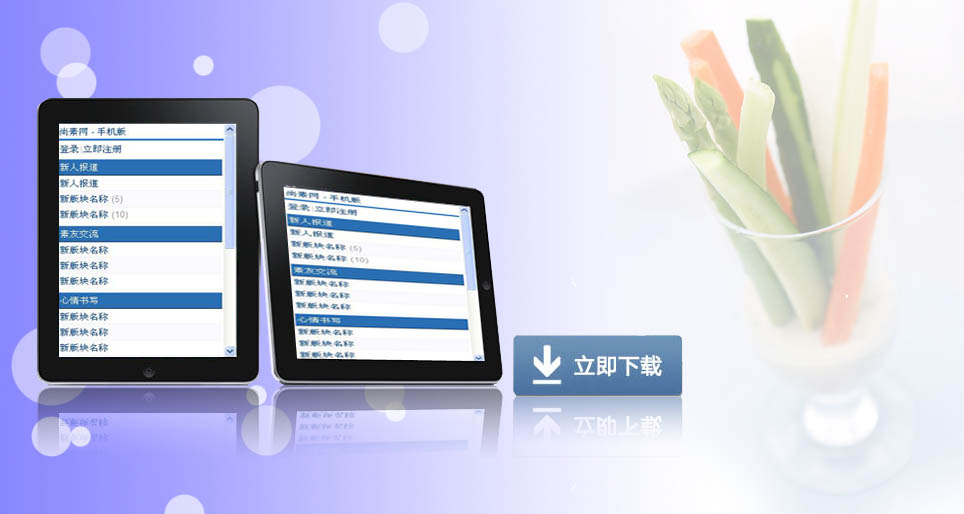 尚素网 - 手机版
登录|立即注册
新人报道
新人报道
新版块名称 (5)
新版块名称 (10)
素友交流
新版块名称
新版块名称
新版块名称
心情书写
新版块名称
新版块名称
新版块名称
尚素网 - 手机版
登录|立即注册
新人报道
新人报道
新版块名称 (5)
新版块名称 (10)
素友交流
新版块名称
新版块名称
新版块名称
心情书写
新版块名称
新版块名称
新版块名称
立即下载